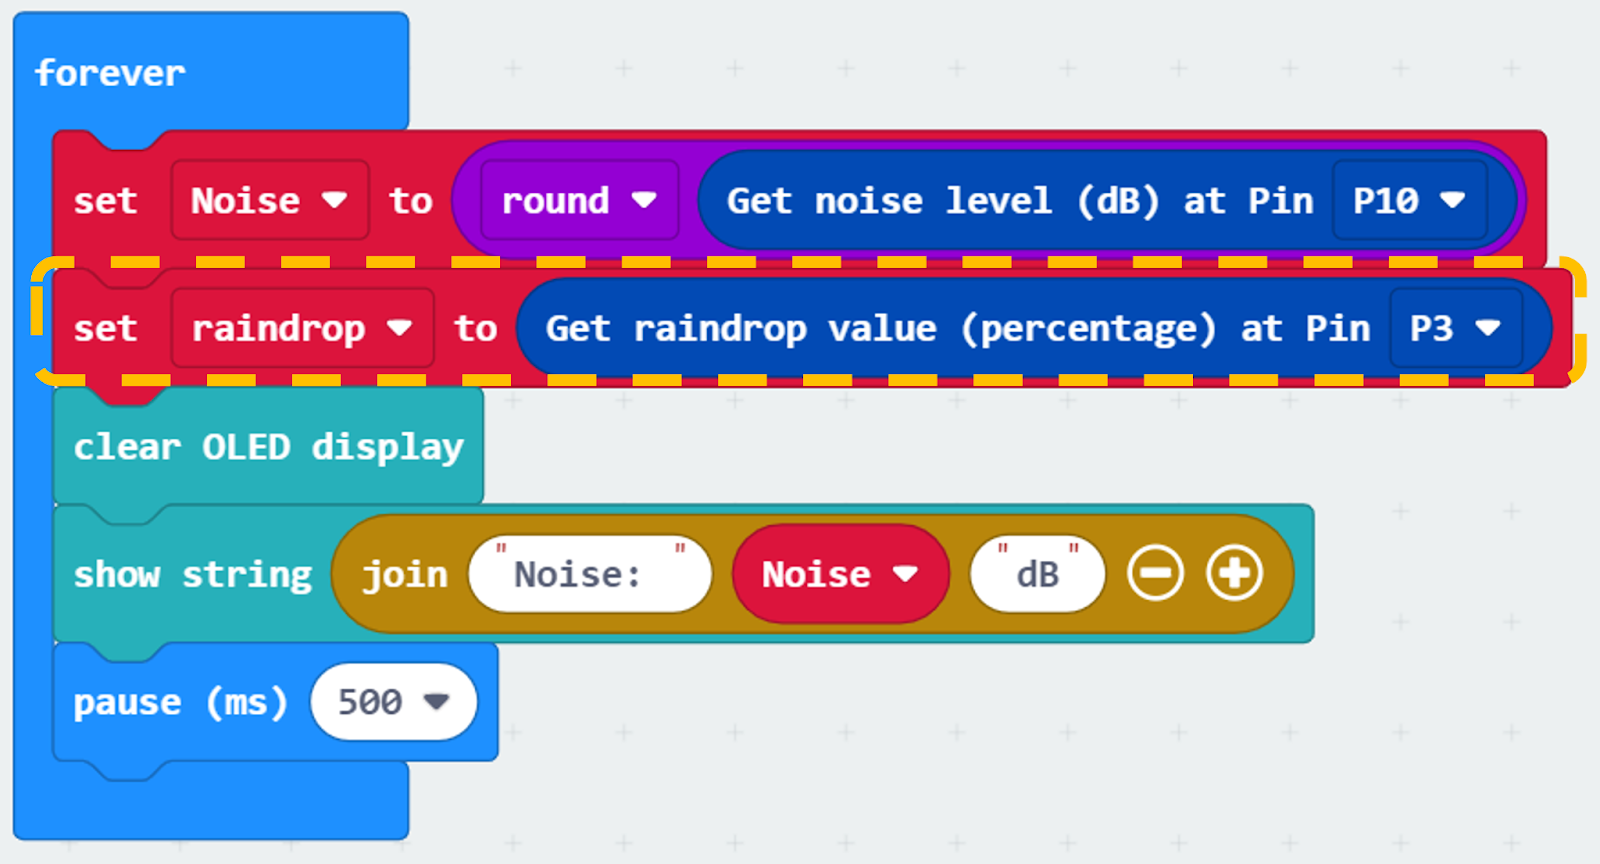 forever
set Noise to round Get noise level (dB) at Pin P10
set raindrop to Get raindrop value (percentage) at Pin P3
clear OLED display
show string join "Noise: " Noise "dB"
pause (ms) 500